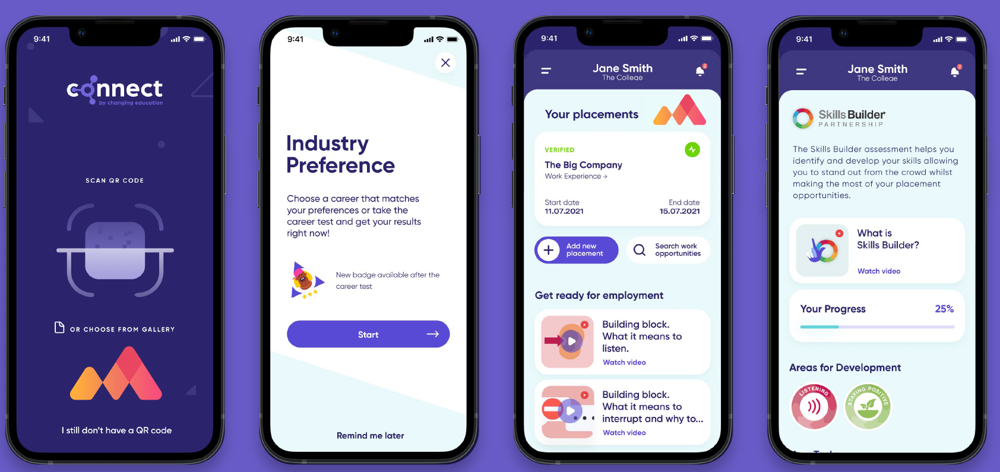 9:41
connect
by changing education
SCAN QR CODE
OR CHOOSE FROM GALLERY
I still don't have a QR code
9:41
Industry
Preference
Choose a career that matches
your preferences or take the
career test and get your results
right now!
New badge available after the
career test
Start
Remind me later
9:41
Jane Smith
The College
2
Your placements
VERIFIED
The Big Company
Work Experience →
Start date
11.07.2021
End date
15.07.2021
Add new
placement
Search work
opportunities
Get ready for employment
Building block.
What it means to
listen.
Watch video
Building block.
What it means to
interrupt and why to...
Watch video
9:41
Jane Smith
The College
2
Skills Builder
PARTNERSHIP
The Skills Builder assessment helps you
identify and develop your skills allowing
you to stand out from the crowd whilst
making the most of your placement
opportunities.
What is
Skills Builder?
Watch video
Your Progress
25%
Areas for Development
LISTENING
STAYING POSITIVE